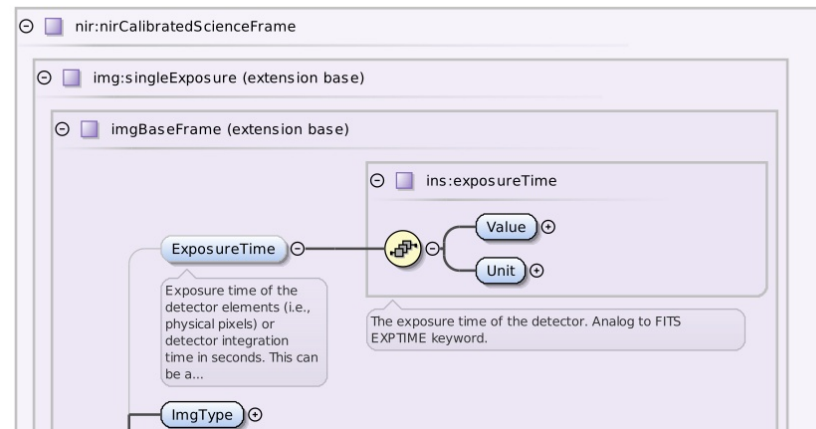 nir:nirCalibratedScienceFrame
img:singleExposure (extension base)
imgBaseFrame (extension base)
ins:exposureTime
Value
ExposureTime
Unit
Exposure time of the
detector elements (i.e.,
physical pixels) or
detector integration
time in seconds. This can
be a...
The exposure time of the detector. Analog to FITS
EXPTIME keyword.
ImgType